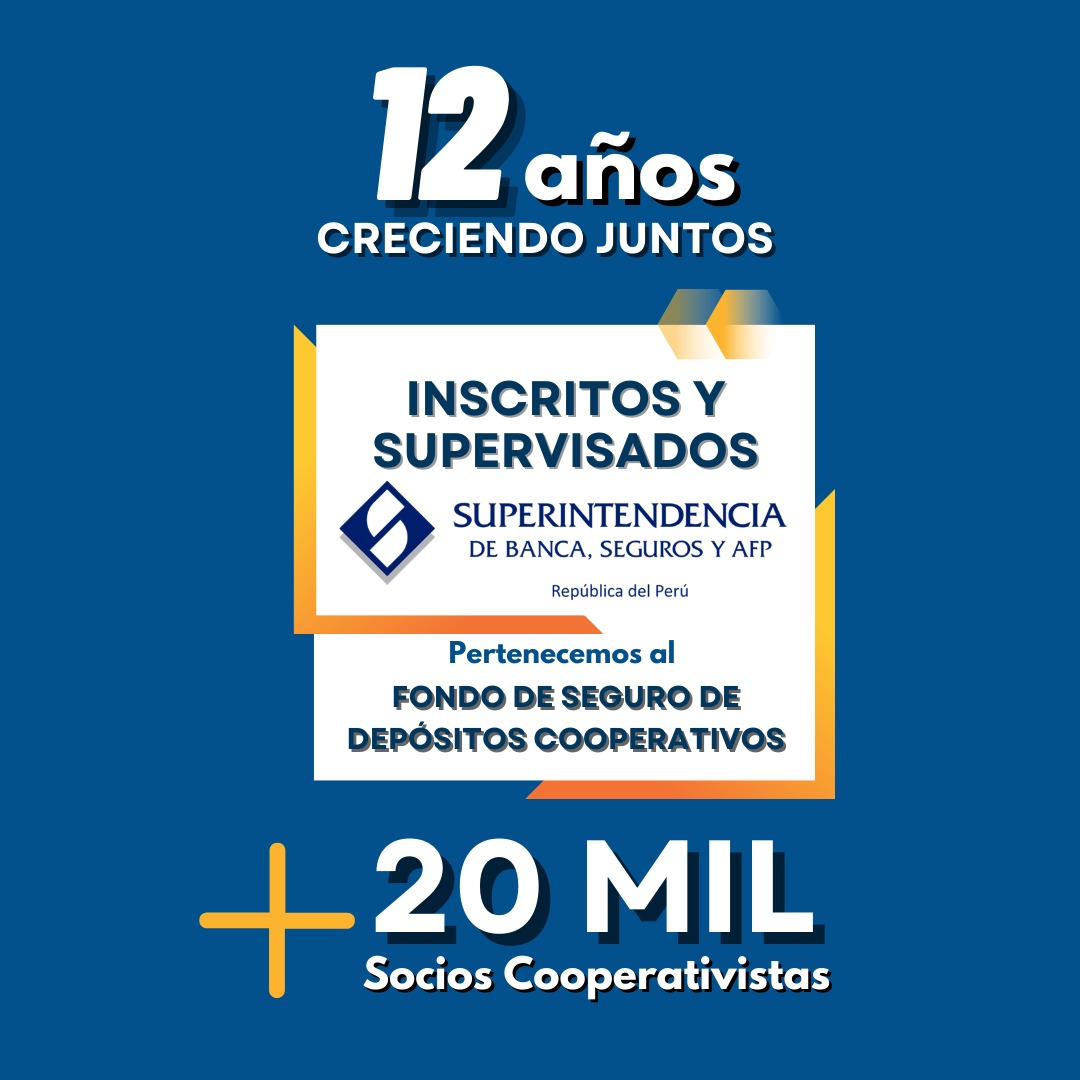 12 años
CRECIENDO JUNTOS
INSCRITOS Y
SUPERVISADOS
SUPERINTENDENCIA
DE BANCA, SEGUROS Y AFP
República del Perú
Pertenecemos al
FONDO DE SEGURO DE
DEPÓSITOS COOPERATIVOS
+ 20 MIL
Socios Cooperativistas